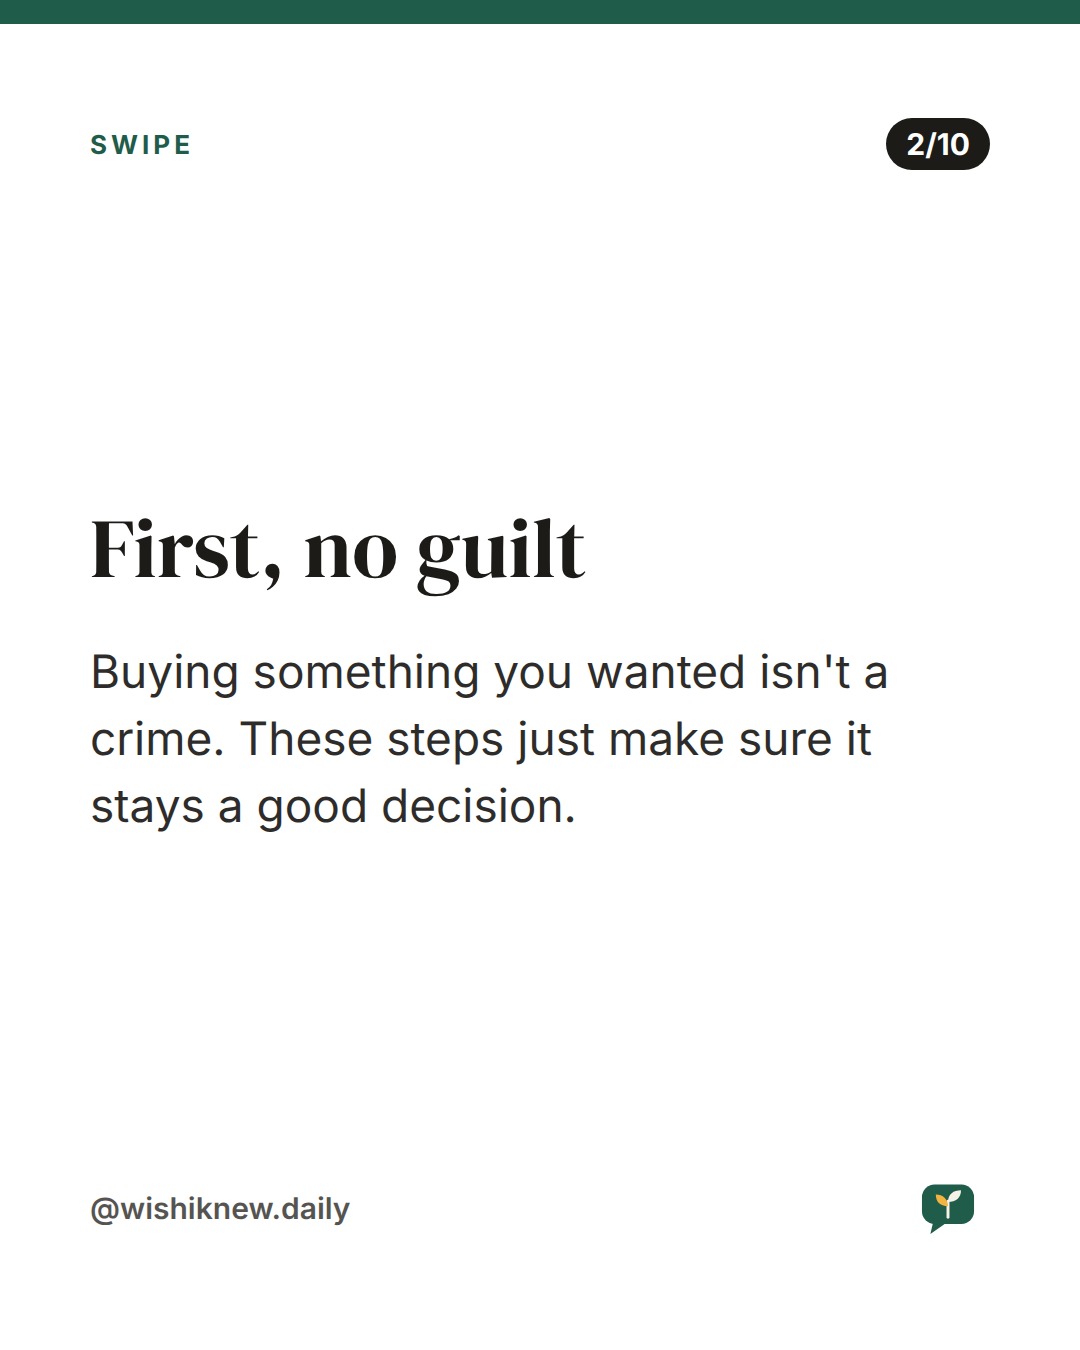 SWIPE
2/10
First, no guilt
Buying something you wanted isn't a
crime. These steps just make sure it
stays a good decision.
@wishiknew.daily